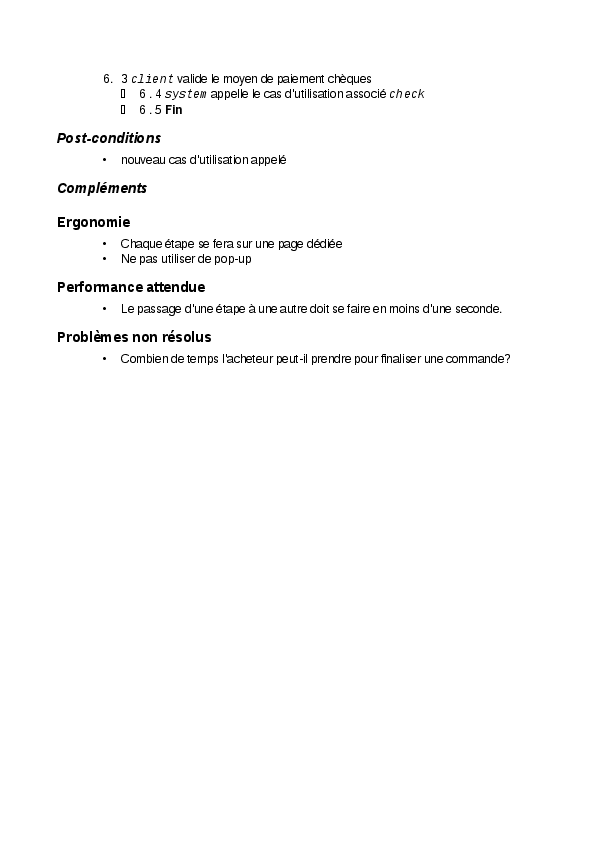 6. 3 client valide le moyen de paiement chèques
▯ 6.4 system appelle le cas d'utilisation associé check
▯ 6.5 Fin
Post-conditions
• nouveau cas d'utilisation appelé
Compléments
Ergonomie
• Chaque étape se fera sur une page dédiée
• Ne pas utiliser de pop-up
Performance attendue
• Le passage d'une étape à une autre doit se faire en moins d'une seconde.
Problèmes non résolus
• Combien de temps l'acheteur peut-il prendre pour finaliser une commande?